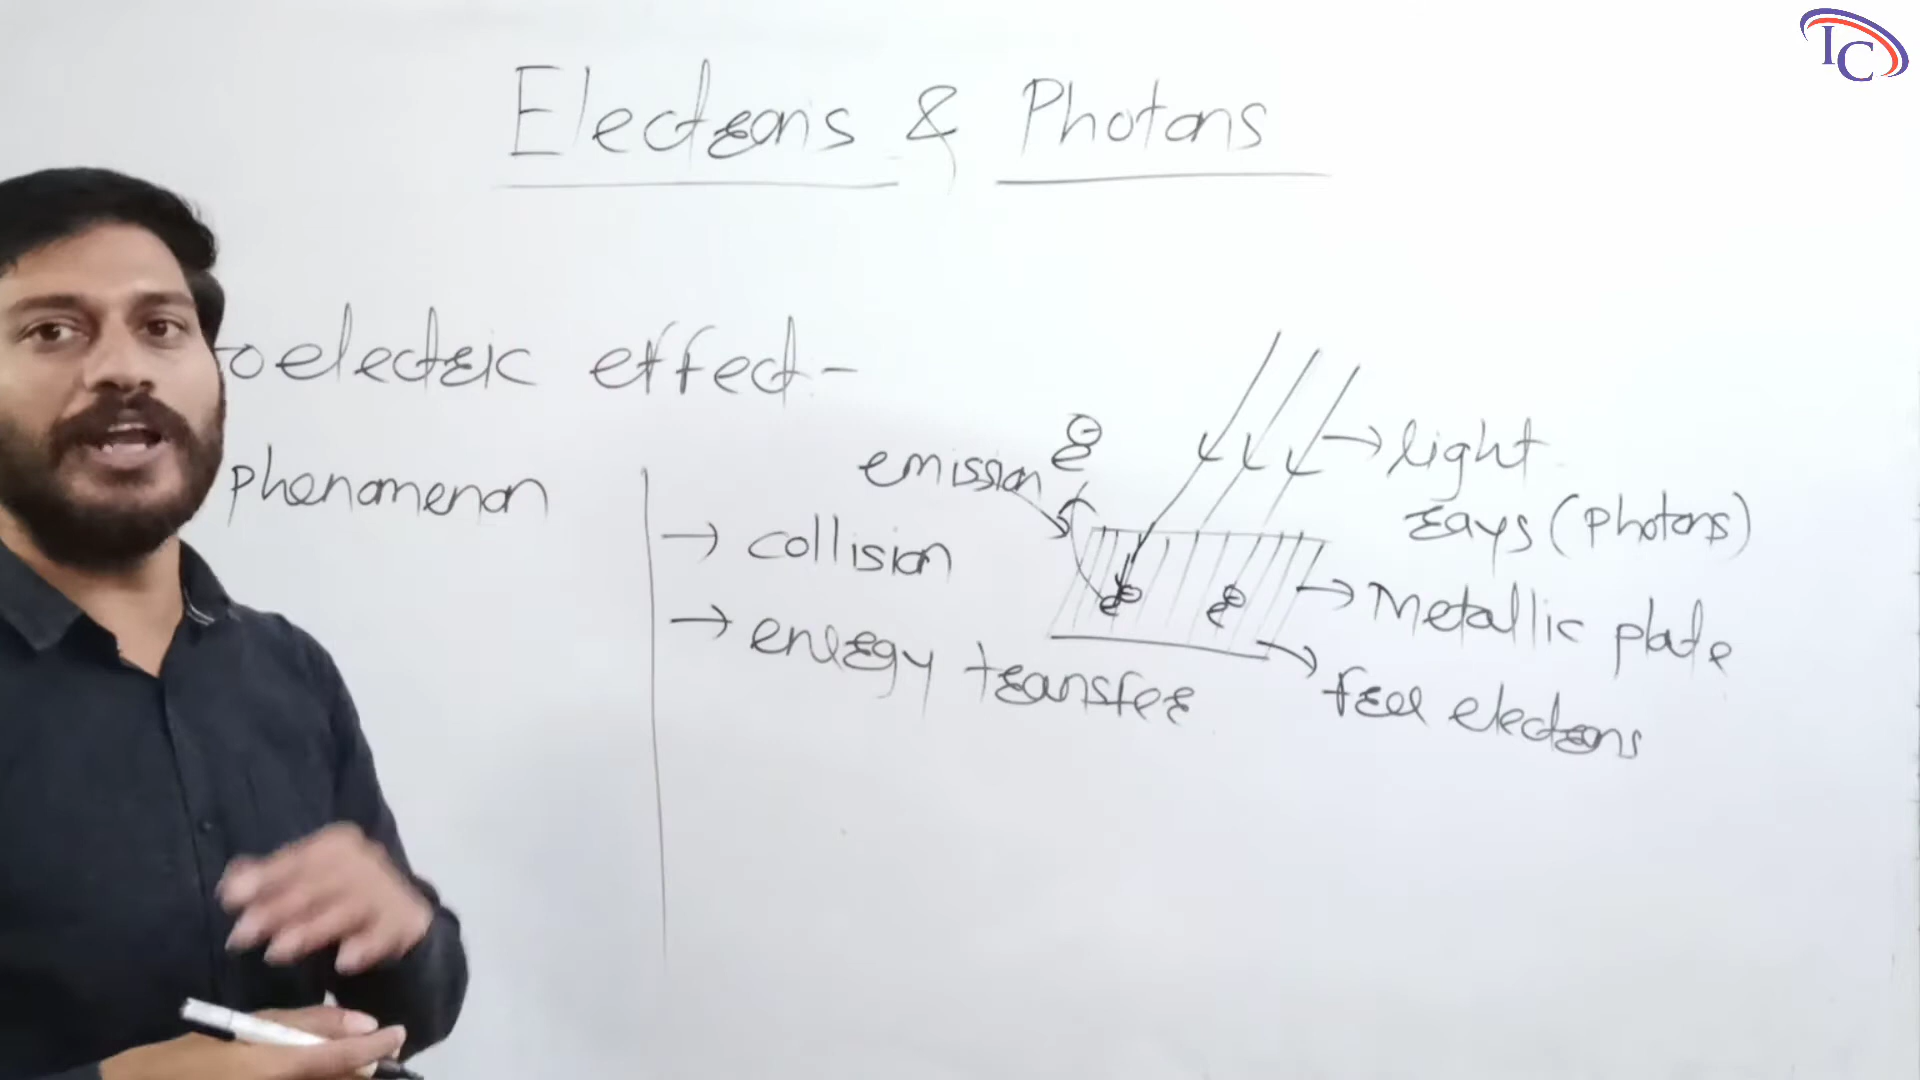 IC
Electrons & Photons
oelectric effect-
phenomenon
→ collision
→ energy transfer
emission
e⊖
→ light
rays (Photons)
→ Metallic plate
→ free electrons
e⊖
e⊖